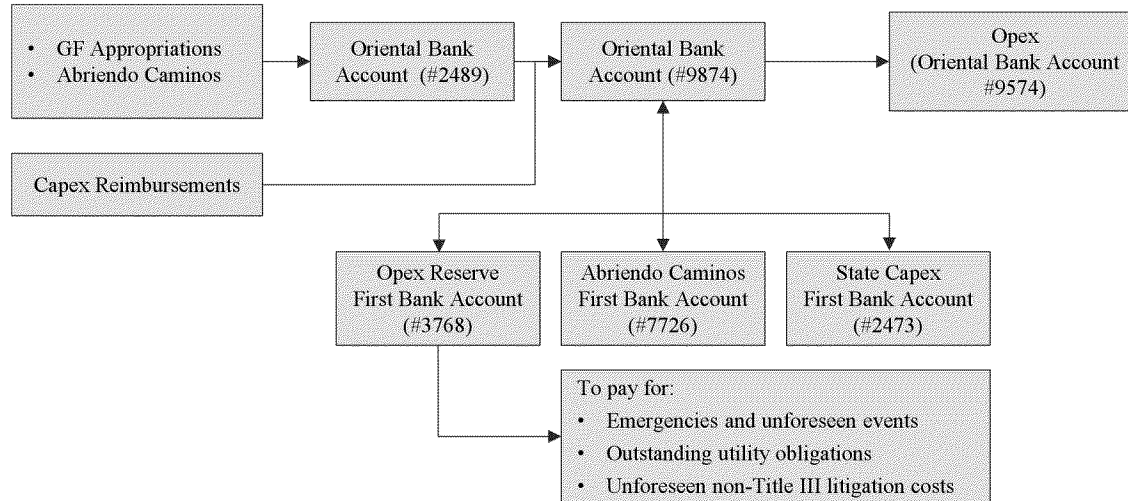 • GF Appropriations
• Abriendo Caminos
Oriental Bank
Account (#2489)
Oriental Bank
Account (#9874)
Opex
(Oriental Bank Account
#9574)
Capex Reimbursements
Opex Reserve
First Bank Account
(#3768)
Abriendo Caminos
First Bank Account
(#7726)
State Capex
First Bank Account
(#2473)
To pay for:
• Emergencies and unforeseen events
• Outstanding utility obligations
• Unforeseen non-Title III litigation costs